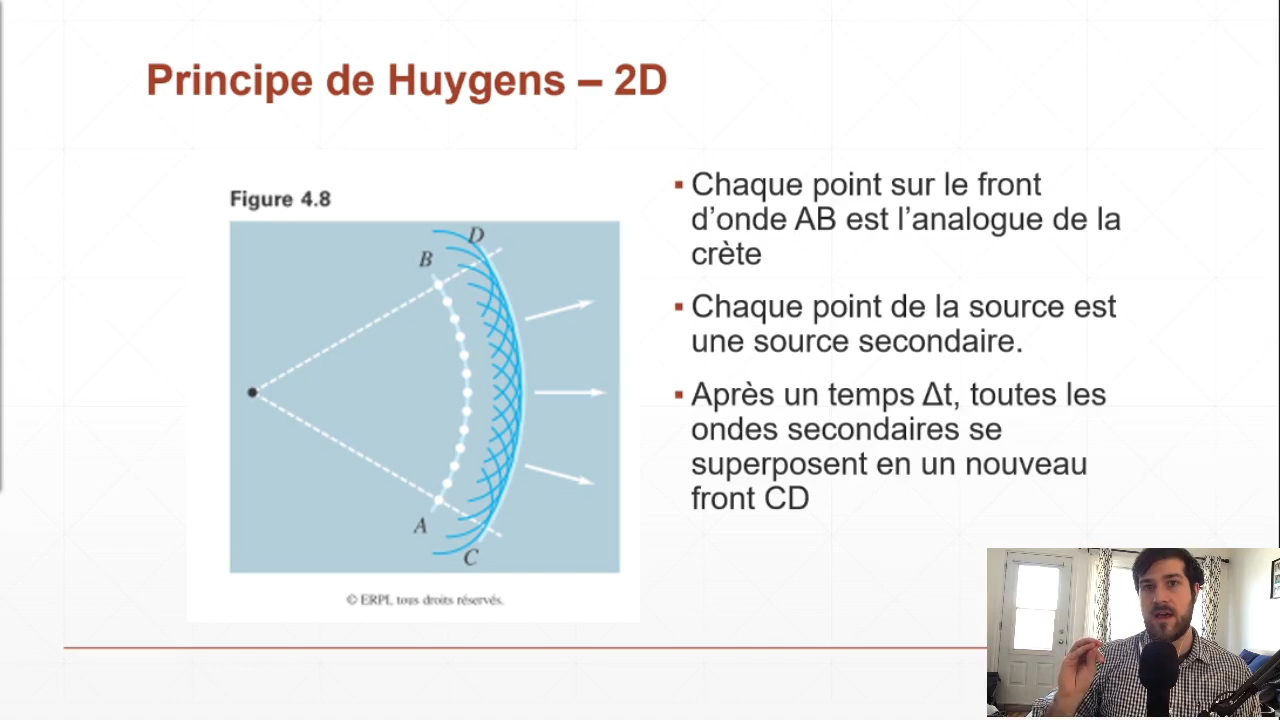 Principe de Huygens – 2D
Figure 4.8
D
B
A
C
© ERPL tous droits réservés.
▪ Chaque point sur le front
d’onde AB est l’analogue de la
crète
▪ Chaque point de la source est
une source secondaire.
▪ Après un temps Δt, toutes les
ondes secondaires se
superposent en un nouveau
front CD